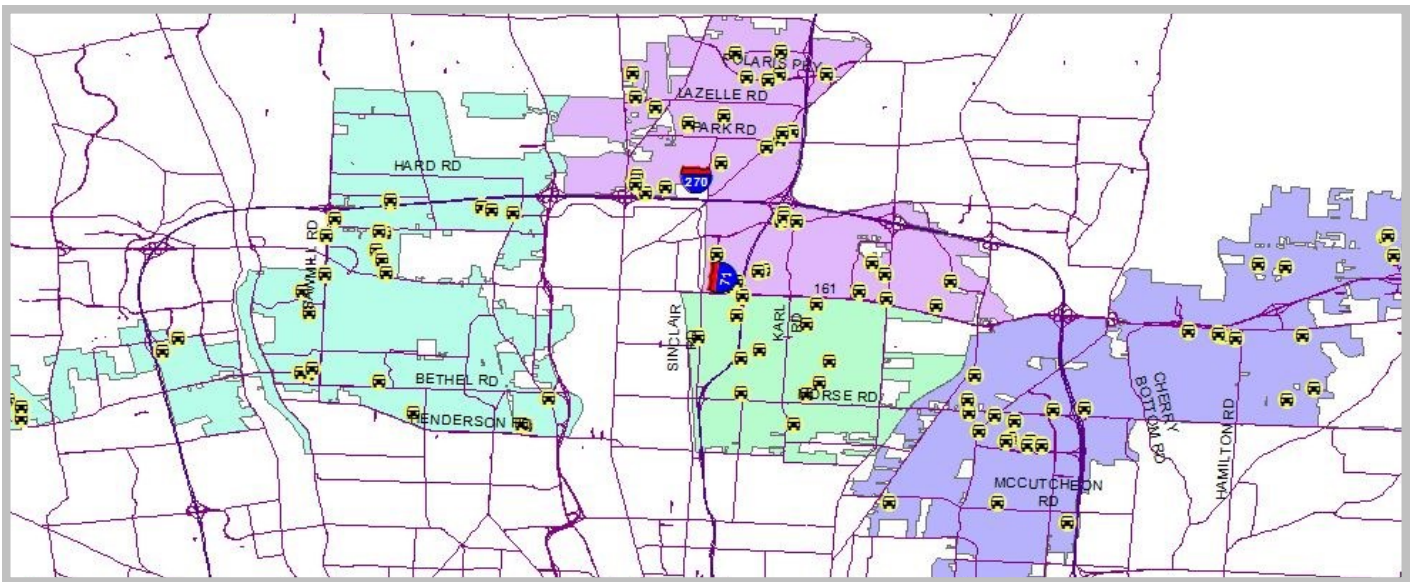 POLARIS PKY
LAZELLE RD
PARK RD
HARD RD
270
SAWMILL RD
71
161
SINCLAIR
RD
KARL
RD
BETHEL RD
HENDERSON RD
MORSE RD
CHERRY
BOTTOM RD
HAMILTON RD
MCCUTCHEON
RD